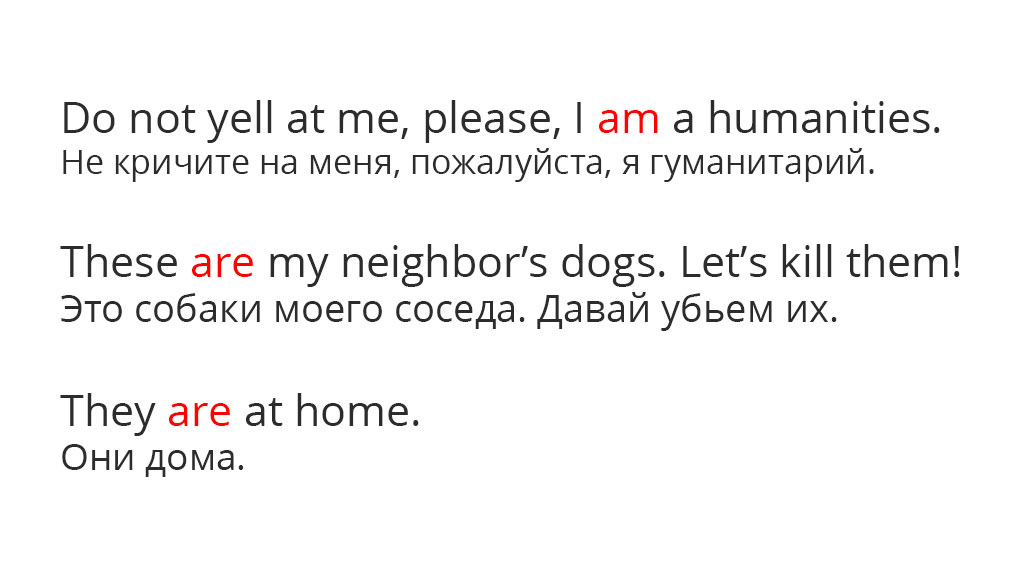 Do not yell at me, please, I am a humanities.
Не кричите на меня, пожалуйста, я гуманитарий.
These are my neighbor’s dogs. Let’s kill them!
Это собаки моего соседа. Давай убьем их.
They are at home.
Они дома.